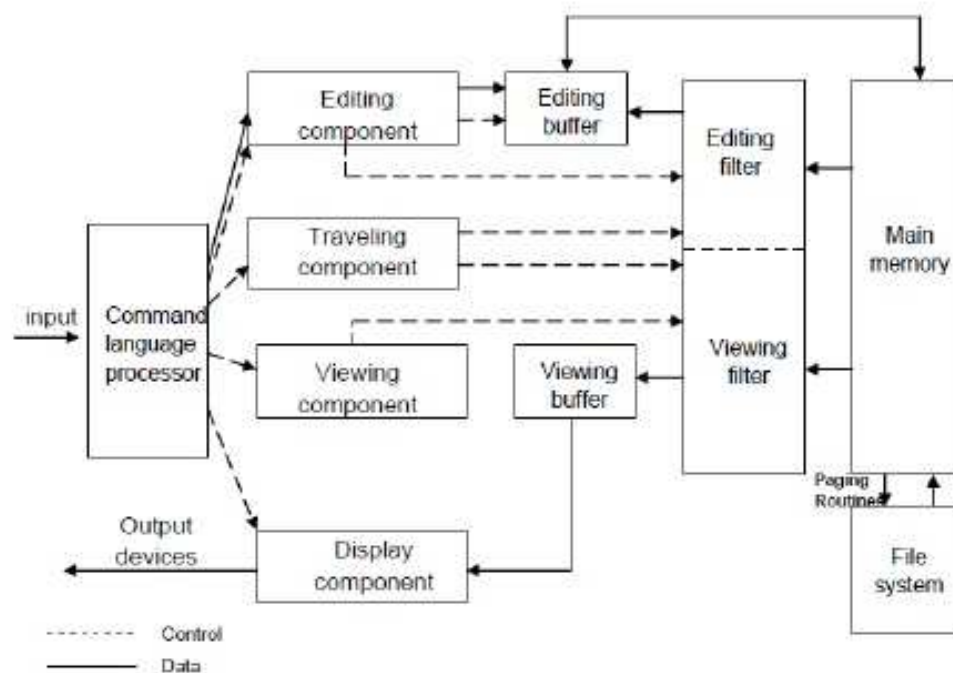 Editing
component
Editing
buffer
Editing
filter
Traveling
component
Main
memory
input
Command
language
processor
Viewing
component
Viewing
buffer
Viewing
filter
Paging
Routines
Output
devices
Display
component
File
system
Control
Data